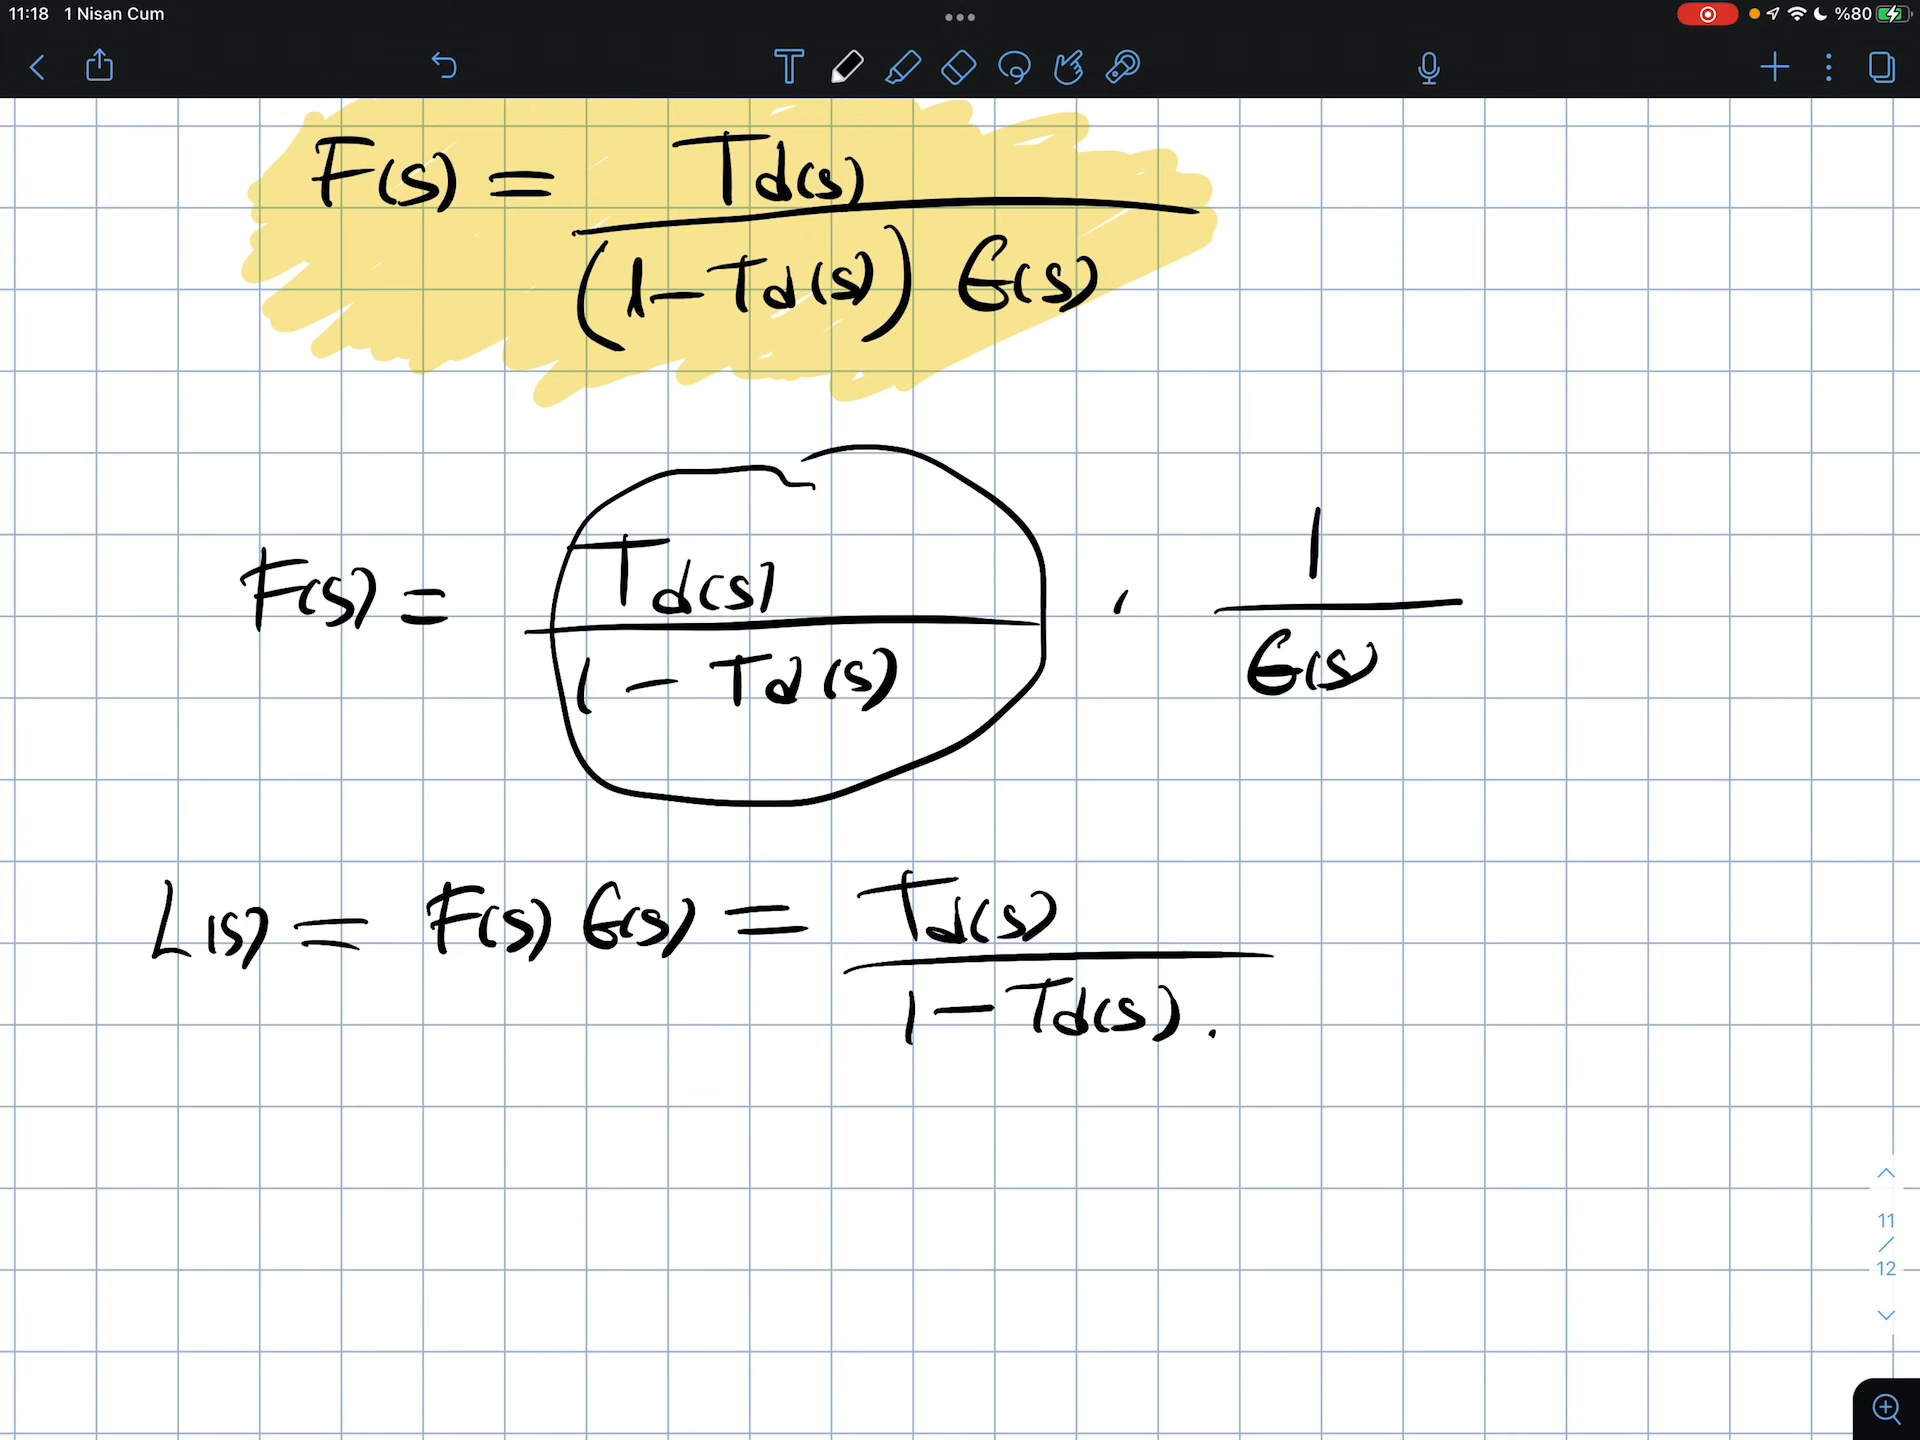 11:18 1 Nisan Cum
%80
T
F(s) = Td(s)
(1-Td(s)) G(s)
F(s) = Td(s) . 1
1 - Td(s) G(s)
L(s) = F(s) G(s) = Td(s)
1 - Td(s).
11
/
12